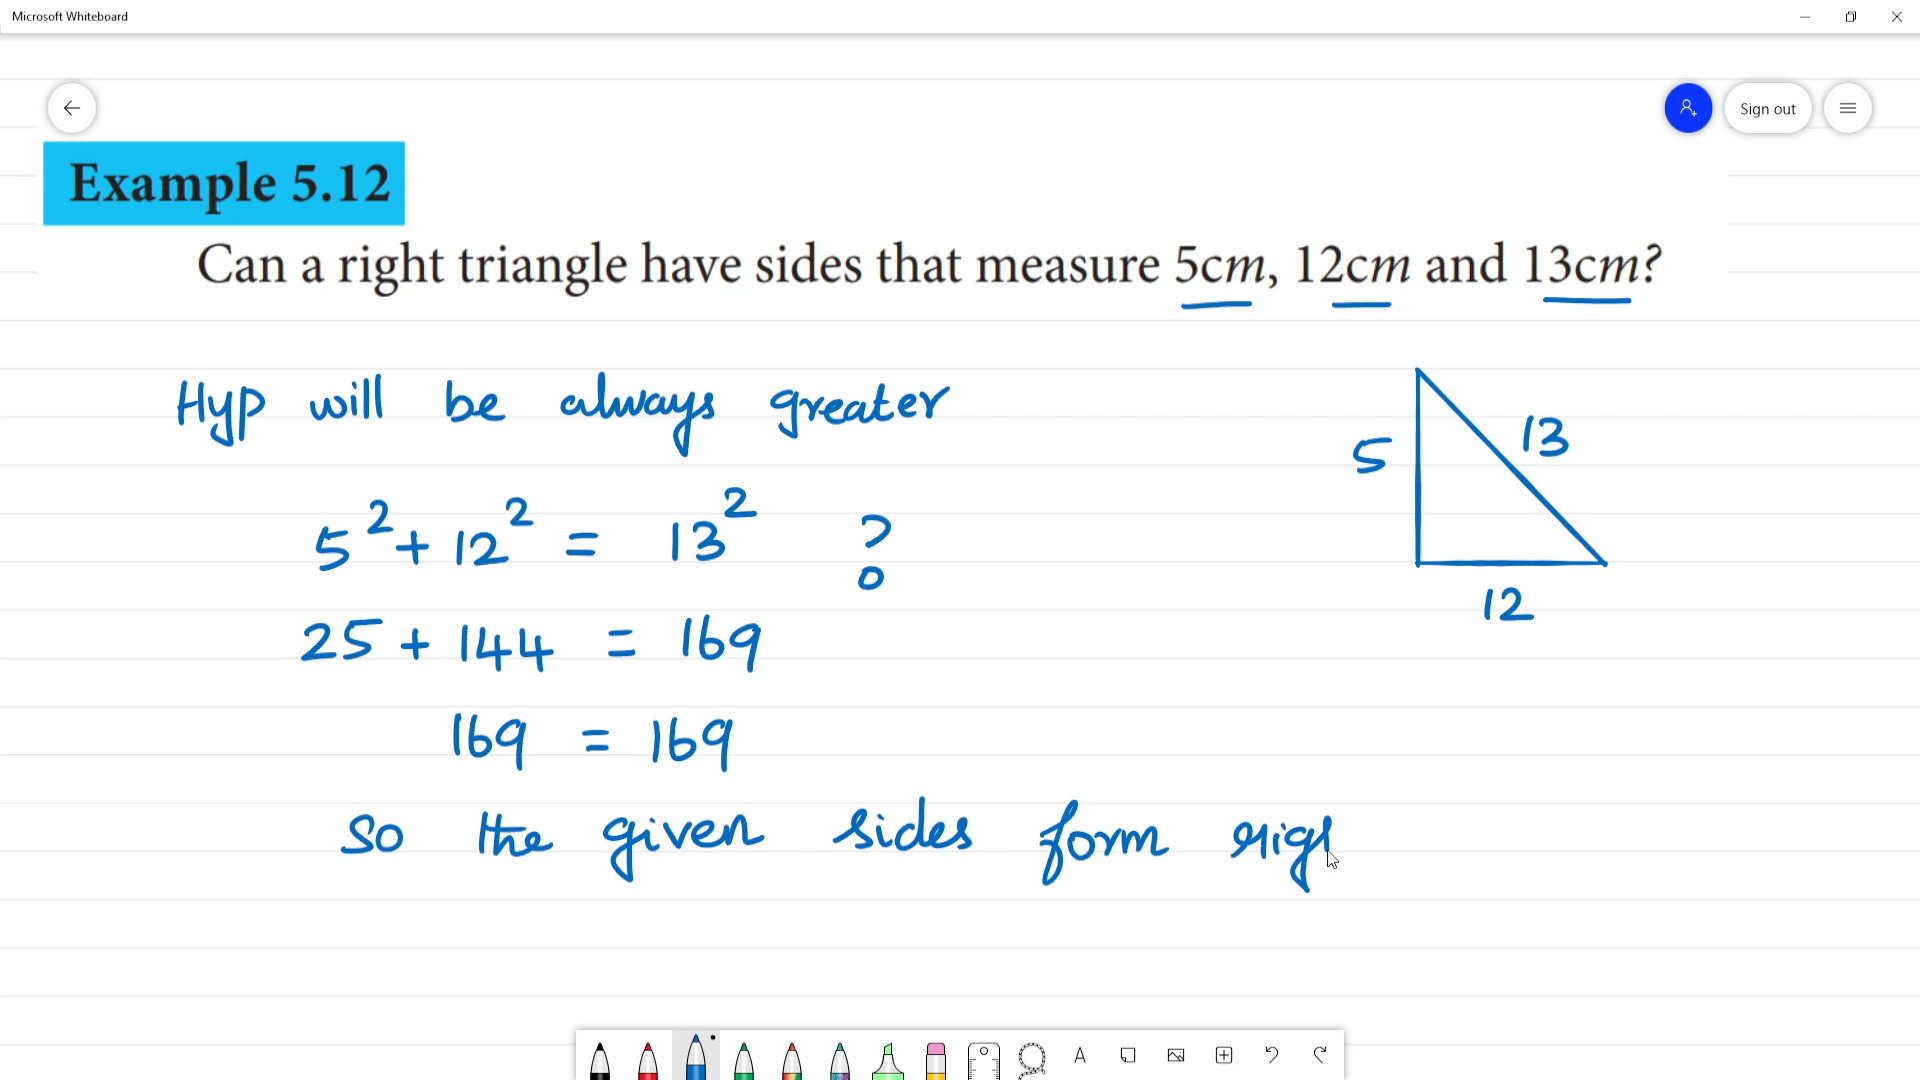 Microsoft Whiteboard
Sign out
Example 5.12
Can a right triangle have sides that measure 5cm, 12cm and 13cm?
Hyp will be always greater
5
13
12
5² + 12² = 13² ?
25 + 144 = 169
169 = 169
so the given sides form righ
A